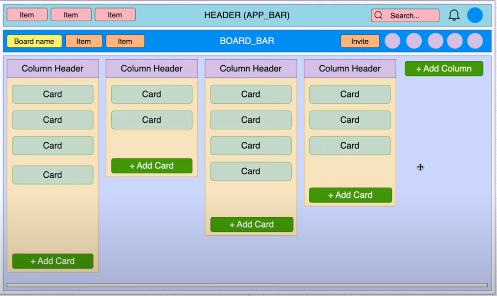 Item Item Item HEADER (APP_BAR) Search...
Board name Item Item BOARD_BAR Invite
Column Header Column Header Column Header Column Header + Add Column
Card Card Card Card
Card Card Card Card
Card Card Card
Card + Add Card Card
+ Add Card
+ Add Card
+ Add Card